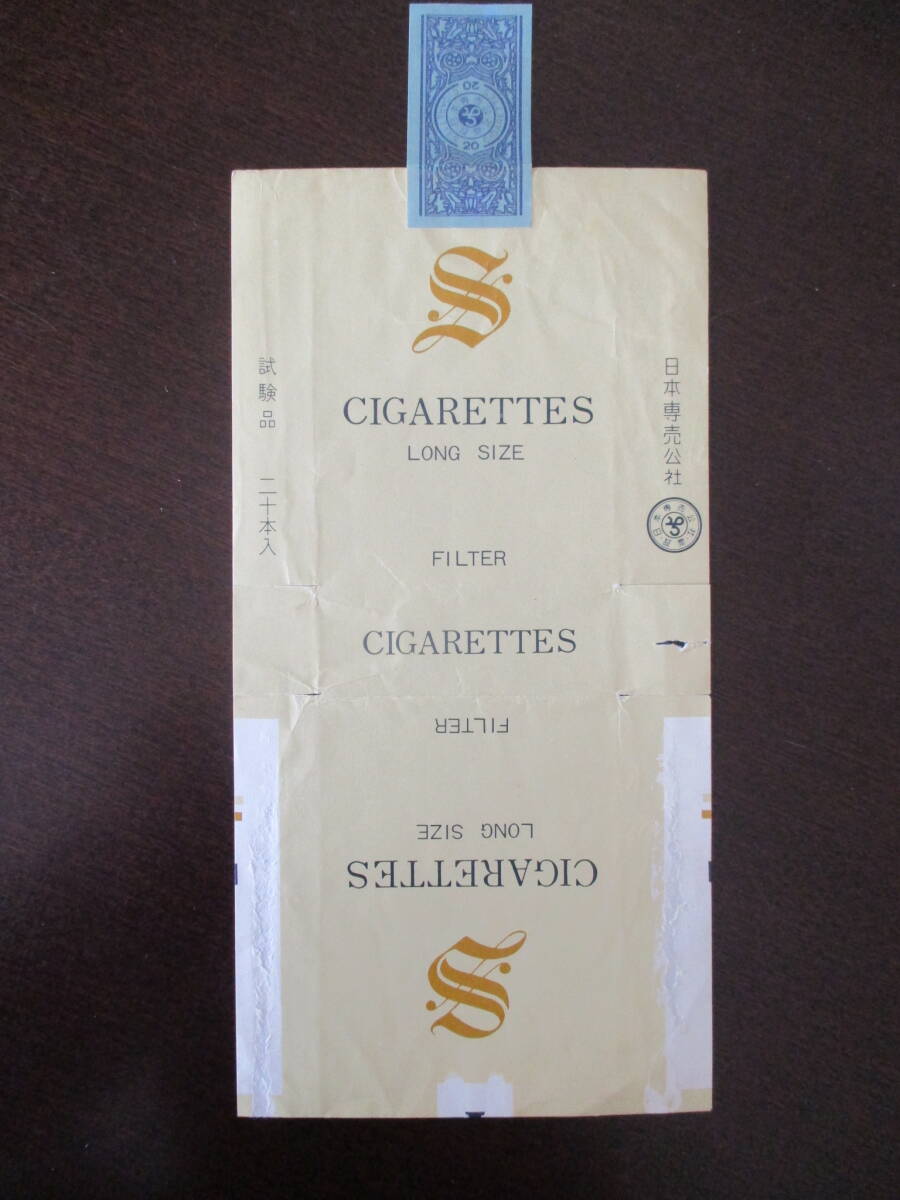 20
20
S
CIGARETTES
LONG SIZE
FILTER
試験品 二十本入
日本専売公社
CIGARETTES
FILTER
LONG SIZE
CIGARETTES
S